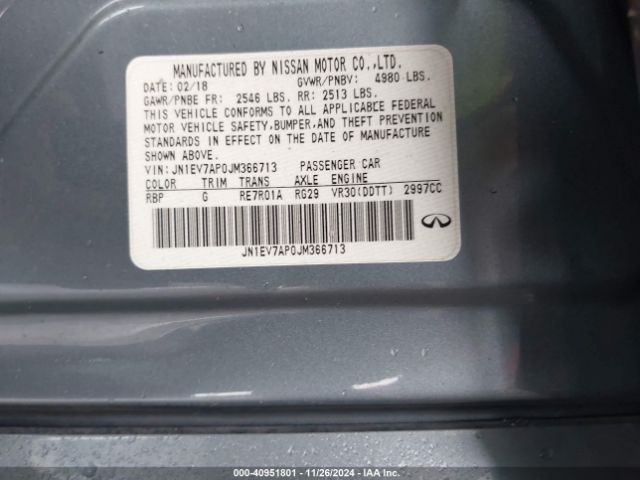 MANUFACTURED BY NISSAN MOTOR CO.,LTD.
DATE: 02/18 GVWR/PNBV: 4980 LBS.
GAWR/PNBE FR: 2546 LBS. RR: 2513 LBS.
THIS VEHICLE CONFORMS TO ALL APPLICABLE FEDERAL
MOTOR VEHICLE SAFETY,BUMPER,AND THEFT PREVENTION
STANDARDS IN EFFECT ON THE DATE OF MANUFACTURE
SHOWN ABOVE.
VIN: JN1EV7AP0JM366713 PASSENGER CAR
COLOR TRIM TRANS AXLE ENGINE
RBP G RE7R01A RG29 VR30(DDTT) 2997CC
JN1EV7AP0JM366713
000-40951801 - 11/26/2024 - IAA Inc.